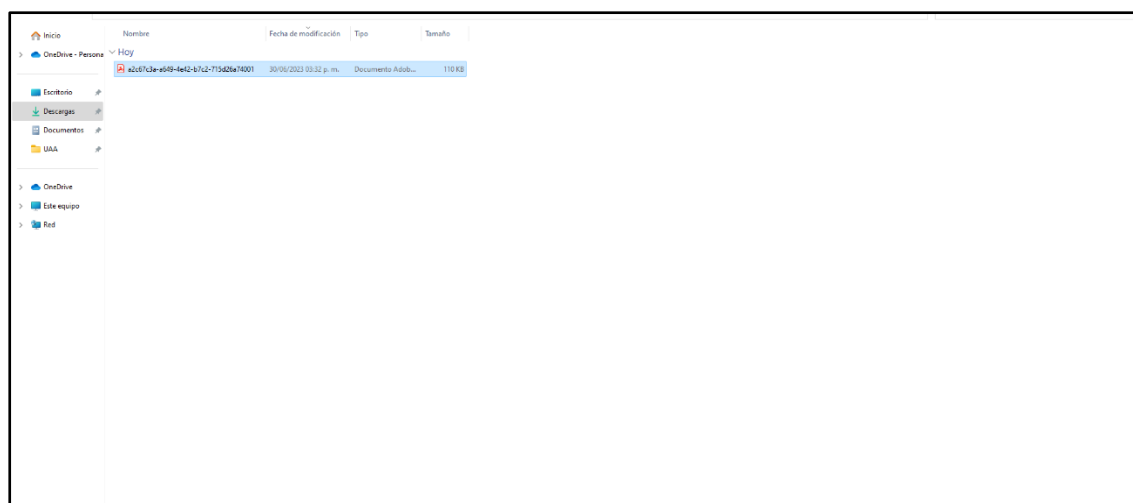 Inicio
OneDrive - Persona
Escritorio
Descargas
Documentos
UAA
OneDrive
Este equipo
Red
Nombre Fecha de modificación Tipo Tamaño
Hoy
a2c67c3a-a649-4e42-b7c2-715d26a74001 30/06/2023 03:32 p. m. Documento Adob... 110 KB